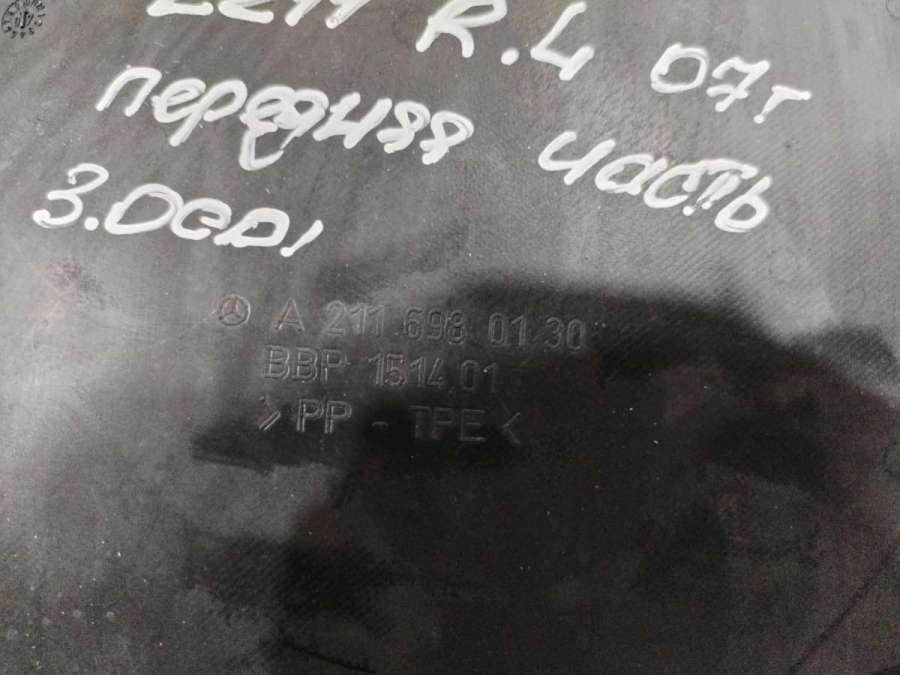 R.4 07г
передняя часть
3.0CDI
A 211 698 01 30
BBP 1514 01
>PP - TPE<